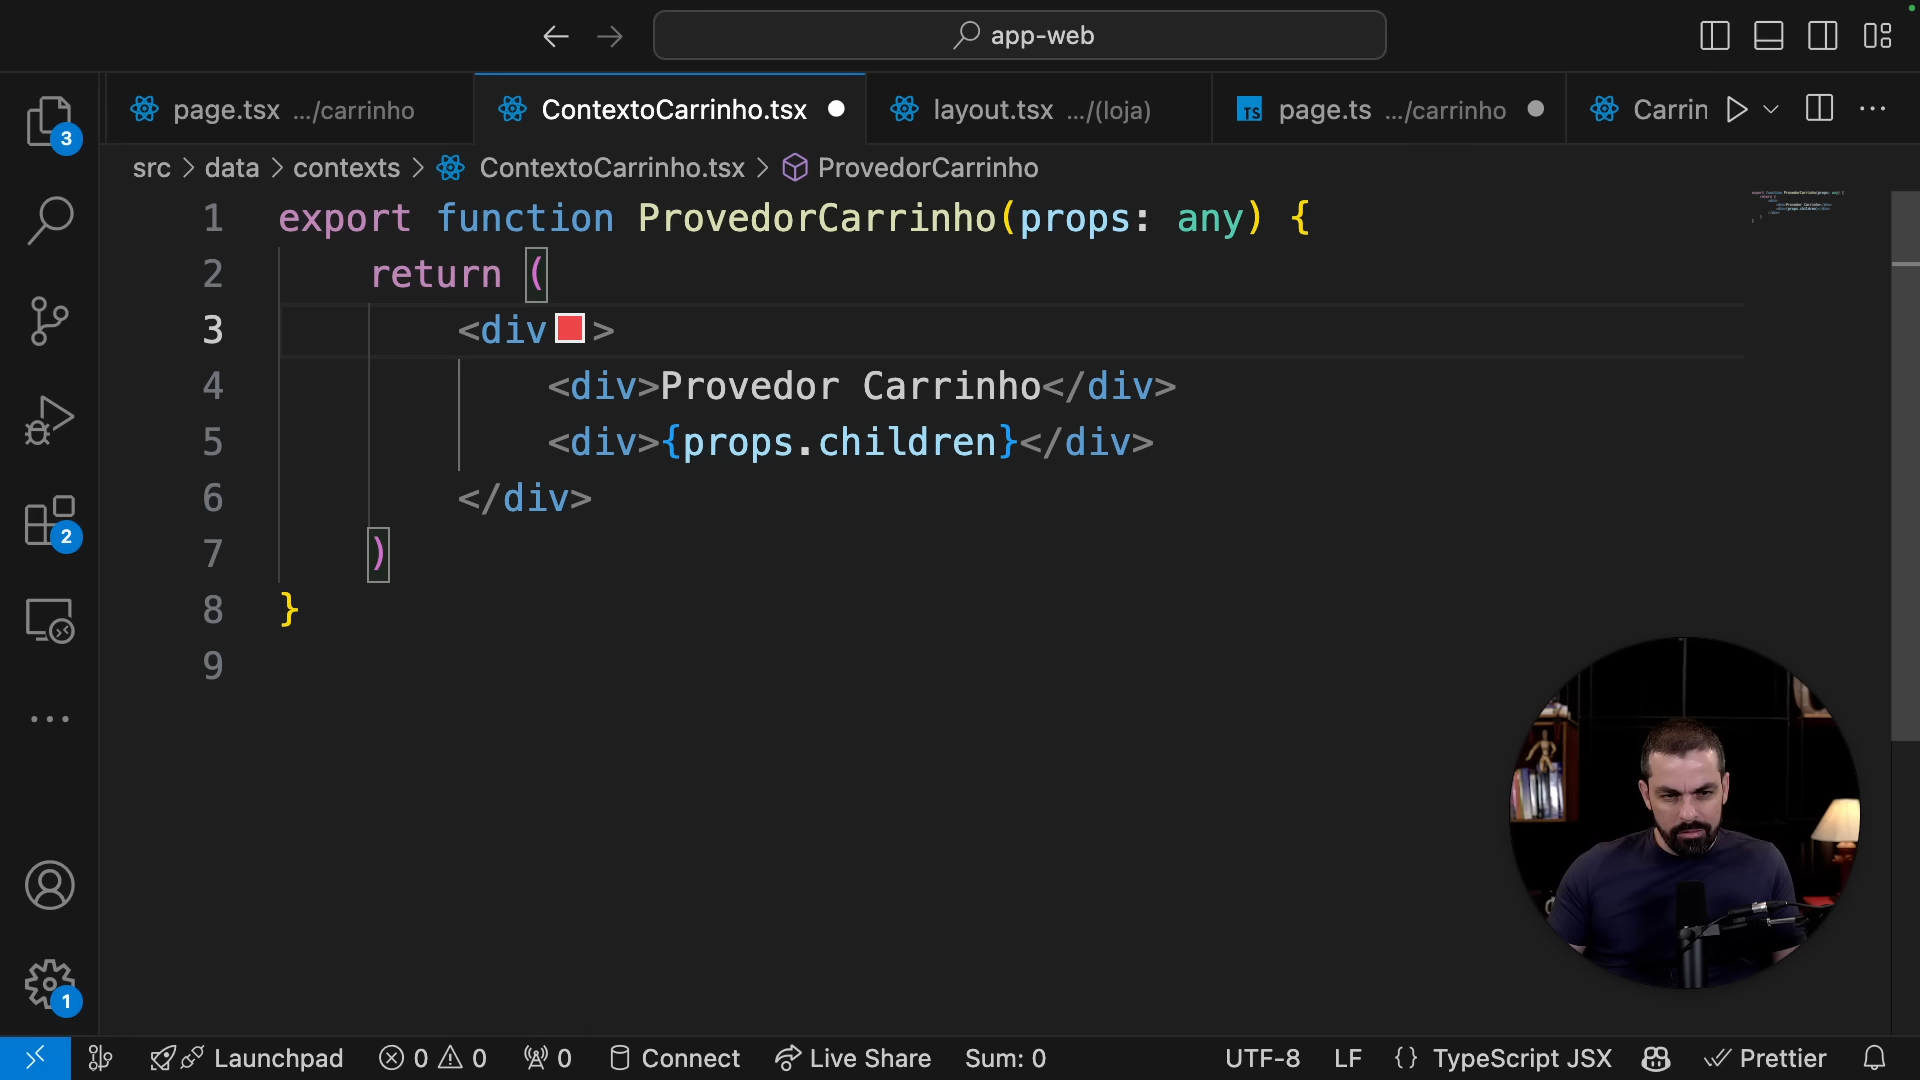 app-web
page.tsx .../carrinho
ContextoCarrinho.tsx
layout.tsx .../(loja)
TS page.ts .../carrinho
Carrin
3
src > data > contexts > ContextoCarrinho.tsx > ProvedorCarrinho
1 export function ProvedorCarrinho(props: any) {
2 return (
3 <div >
4 <div>Provedor Carrinho</div>
5 <div>{props.children}</div>
6 </div>
7 )
8 }
9
2
1
Launchpad 0 0 0 Connect Live Share Sum: 0 UTF-8 LF {} TypeScript JSX Prettier